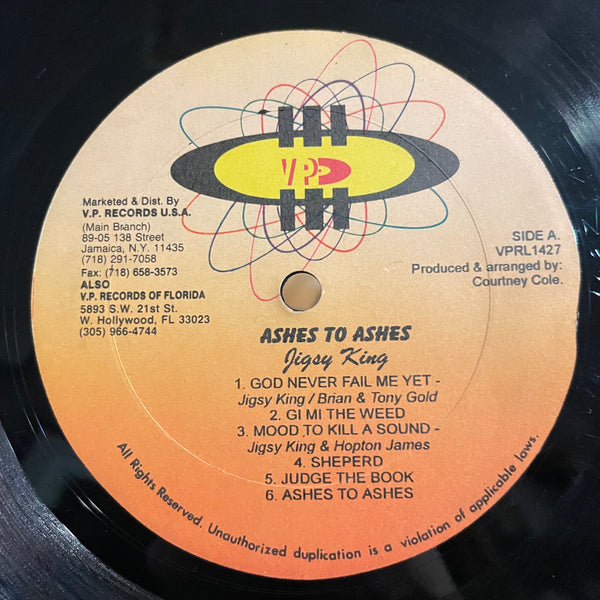 VP
Marketed & Dist. By
V.P. RECORDS U.S.A.
(Main Branch)
89-05 138 Street
Jamaica, N.Y. 11435
(718) 291-7058
Fax: (718) 658-3573
ALSO
V.P. RECORDS OF FLORIDA
5893 S.W. 21st St.
W. Hollywood, FL 33023
(305) 966-4744
SIDE A.
VPRL1427
Produced & arranged by:
Courtney Cole.
ASHES TO ASHES
Jigsy King
1. GOD NEVER FAIL ME YET -
Jigsy King / Brian & Tony Gold
2. GI MI THE WEED
3. MOOD TO KILL A SOUND -
Jigsy King & Hopton James
4. SHEPERD
5. JUDGE THE BOOK
6. ASHES TO ASHES
All Rights Reserved. Unauthorized duplication is a violation of applicable laws.